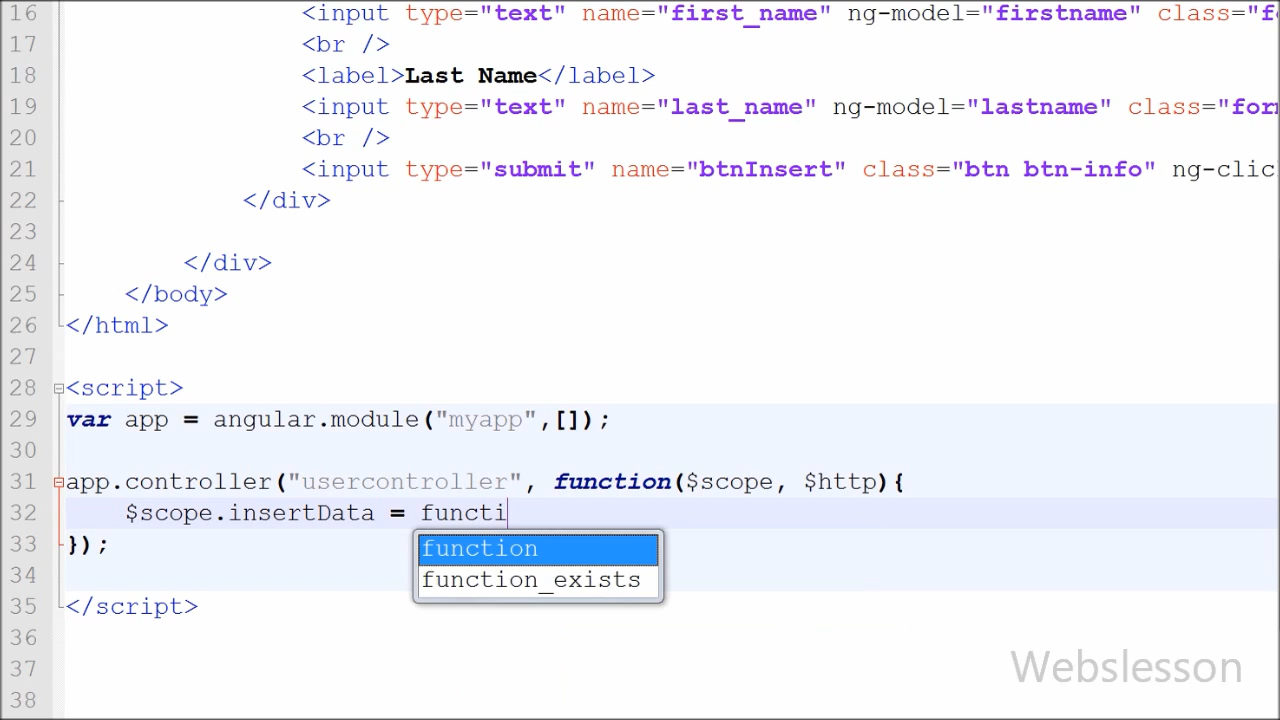 16 <input type="text" name="first_name" ng-model="firstname" class="fo
17 <br />
18 <label>Last Name</label>
19 <input type="text" name="last_name" ng-model="lastname" class="for
20 <br />
21 <input type="submit" name="btnInsert" class="btn btn-info" ng-clic
22 </div>
23
24 </div>
25 </body>
26 </html>
27
28 <script>
29 var app = angular.module("myapp",[]);
30
31 app.controller("usercontroller", function($scope, $http){
32 $scope.insertData = functi
33 });
function
34
function_exists
35 </script>
36
37
38
Webslesson